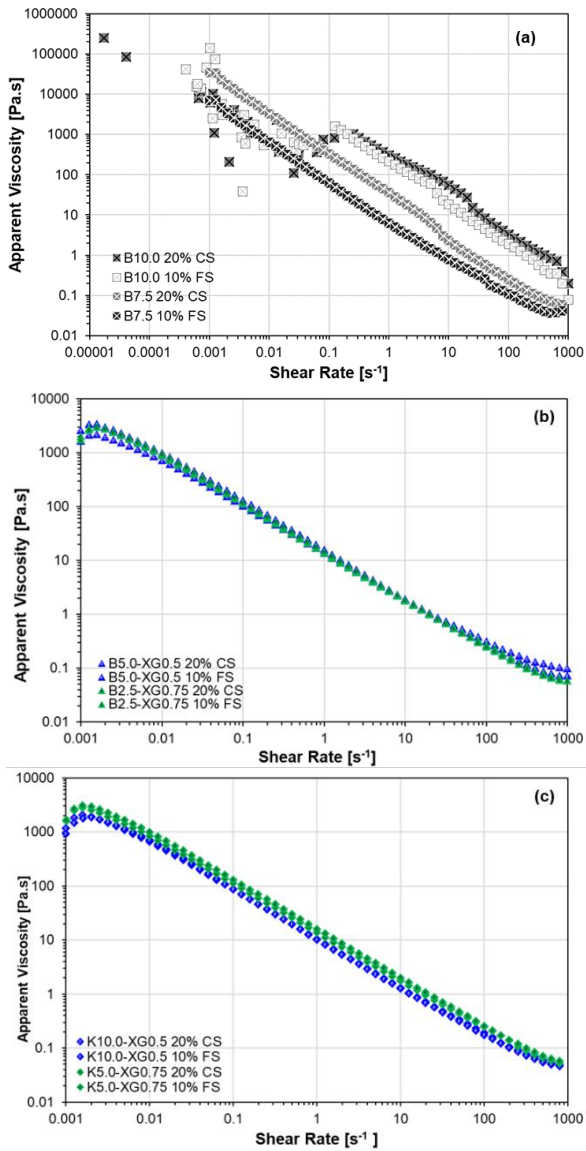 (a)
Apparent Viscosity [Pa.s]
1000000
100000
10000
1000
100
10
1
0.1
0.01
B10.0 20% CS
B10.0 10% FS
B7.5 20% CS
B7.5 10% FS
0.00001 0.0001 0.001 0.01 0.1 1 10 100 1000
Shear Rate [s-1]
(b)
Apparent Viscosity [Pa.s]
10000
1000
100
10
1
0.1
0.01
B5.0-XG0.5 20% CS
B5.0-XG0.5 10% FS
B2.5-XG0.75 20% CS
B2.5-XG0.75 10% FS
0.001 0.01 0.1 1 10 100 1000
Shear Rate [s-1]
(c)
Apparent Viscosity [Pa.s]
10000
1000
100
10
1
0.1
0.01
K10.0-XG0.5 20% CS
K10.0-XG0.5 10% FS
K5.0-XG0.75 20% CS
K5.0-XG0.75 10% FS
0.001 0.01 0.1 1 10 100 1000
Shear Rate [s-1 ]